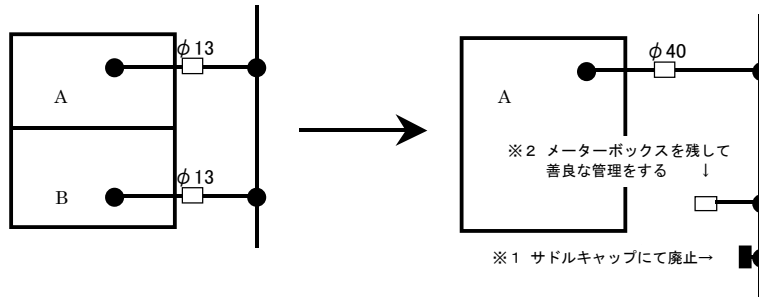 φ13
A
φ13
B
φ40
A
※2 メーターボックスを残して
善良な管理をする ↓
※1 サドルキャップにて廃止→